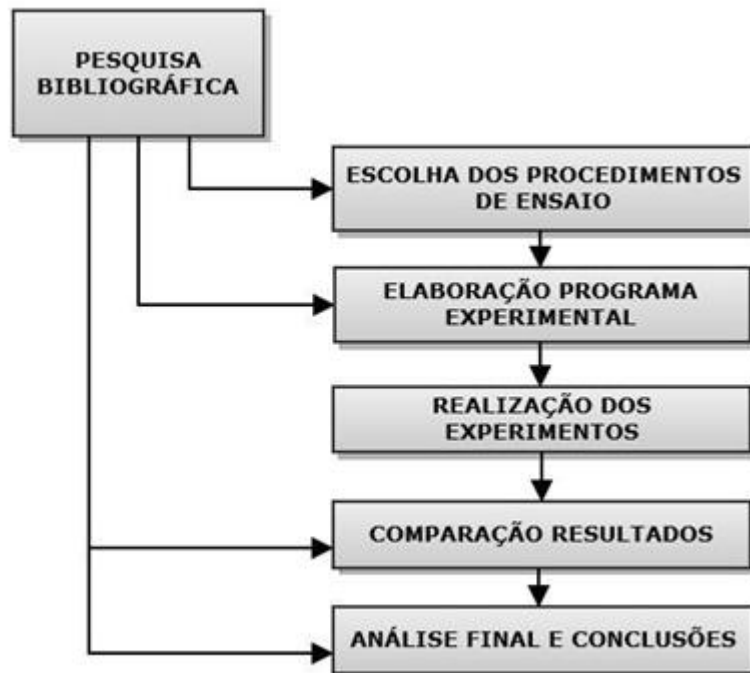 PESQUISA
BIBLIOGRÁFICA
ESCOLHA DOS PROCEDIMENTOS
DE ENSAIO
ELABORAÇÃO PROGRAMA
EXPERIMENTAL
REALIZAÇÃO DOS
EXPERIMENTOS
COMPARAÇÃO RESULTADOS
ANÁLISE FINAL E CONCLUSÕES